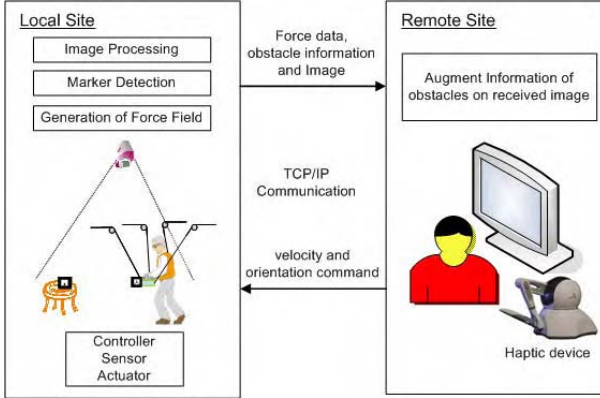 Local Site
Image Processing
Marker Detection
Generation of Force Field
Controller
Sensor
Actuator
Force data,
obstacle information
and Image
TCP/IP
Communication
velocity and
orientation command
Remote Site
Augment Information of
obstacles on received image
Haptic device